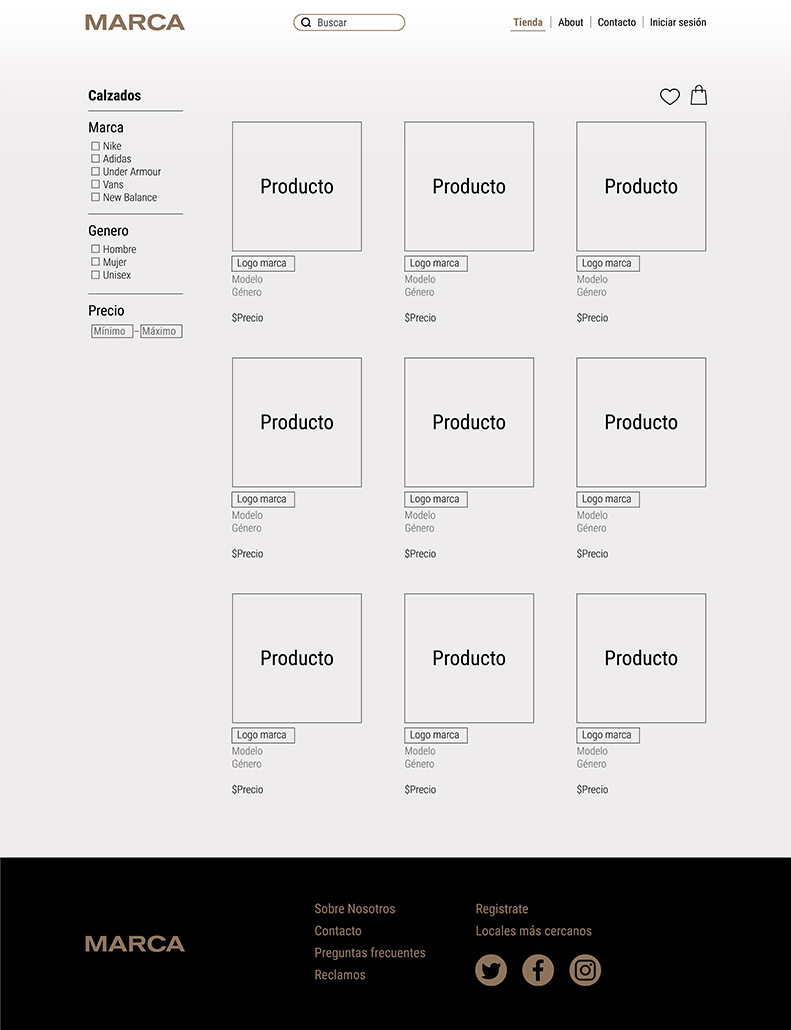 MARCA
Buscar
Tienda | About | Contacto | Iniciar sesión
Calzados
Marca
Nike
Adidas
Under Armour
Vans
New Balance
Genero
Hombre
Mujer
Unisex
Precio
Mínimo – Máximo
Producto Producto Producto
Logo marca Logo marca Logo marca
Modelo Modelo Modelo
Género Género Género
$Precio $Precio $Precio
Producto Producto Producto
Logo marca Logo marca Logo marca
Modelo Modelo Modelo
Género Género Género
$Precio $Precio $Precio
Producto Producto Producto
Logo marca Logo marca Logo marca
Modelo Modelo Modelo
Género Género Género
$Precio $Precio $Precio
MARCA
Sobre Nosotros
Contacto
Preguntas frecuentes
Reclamos
Registrate
Locales más cercanos